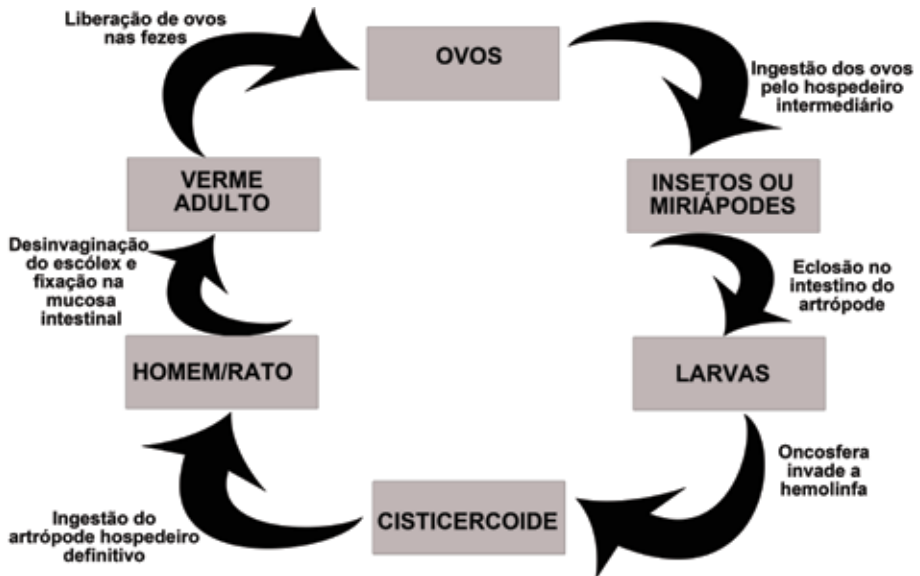 Liberação de ovos
nas fezes
OVOS
Ingestão dos ovos
pelo hospedeiro
intermediário
INSETOS OU
MIRIÁPODES
Eclosão no
intestino do
artrópode
LARVAS
Oncosfera
invade a
hemolinfa
CISTICERCOIDE
Ingestão do
artrópode hospedeiro
definitivo
HOMEM/RATO
Desinvaginação
do escólex e
fixação na
mucosa
intestinal
VERME
ADULTO